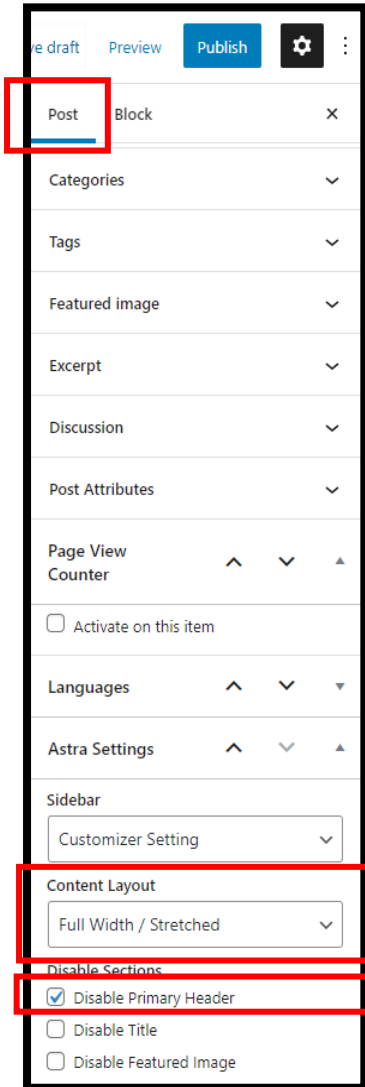 ve draft Preview Publish
Post Block
Categories
Tags
Featured image
Excerpt
Discussion
Post Attributes
Page View
Counter
Activate on this item
Languages
Astra Settings
Sidebar
Customizer Setting
Content Layout
Full Width / Stretched
Disable Sections
Disable Primary Header
Disable Title
Disable Featured Image